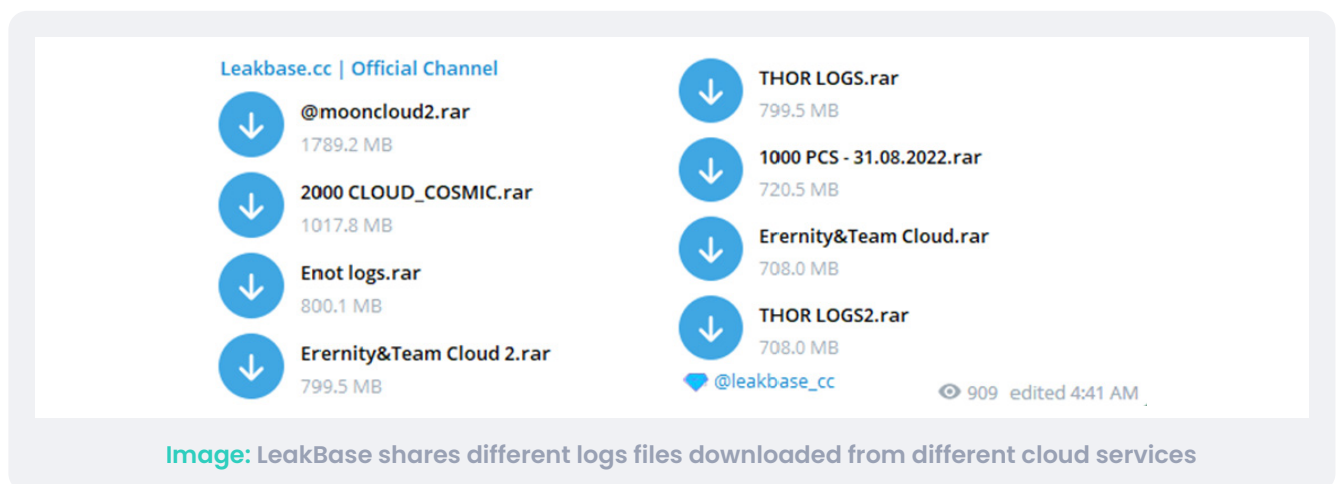 Leakbase.cc | Official Channel
@mooncloud2.rar
1789.2 MB
2000 CLOUD_COSMIC.rar
1017.8 MB
Enot logs.rar
800.1 MB
Erernity&Team Cloud 2.rar
799.5 MB
THOR LOGS.rar
799.5 MB
1000 PCS - 31.08.2022.rar
720.5 MB
Erernity&Team Cloud.rar
708.0 MB
THOR LOGS2.rar
708.0 MB
@leakbase_cc
909 edited 4:41 AM
Image: LeakBase shares different logs files downloaded from different cloud services